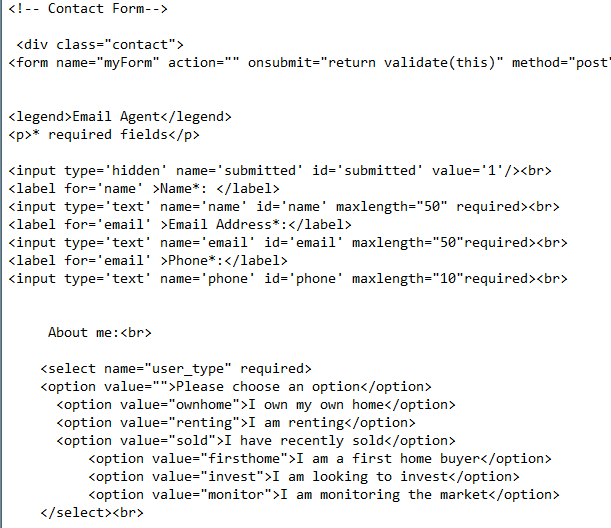 <!-- Contact Form-->
<div class="contact">
<form name="myForm" action="" onsubmit="return validate(this)" method="post"
<legend>Email Agent</legend>
<p>* required fields</p>
<input type='hidden' name='submitted' id='submitted' value='1'/><br>
<label for='name' >Name*: </label>
<input type='text' name='name' id='name' maxlength="50" required><br>
<label for='email' >Email Address*:</label>
<input type='text' name='email' id='email' maxlength="50"required><br>
<label for='email' >Phone*:</label>
<input type='text' name='phone' id='phone' maxlength="10"required><br>
About me:<br>
<select name="user_type" required>
<option value="">Please choose an option</option>
<option value="ownhome">I own my own home</option>
<option value="renting">I am renting</option>
<option value="sold">I have recently sold</option>
<option value="firsthome">I am a first home buyer</option>
<option value="invest">I am looking to invest</option>
<option value="monitor">I am monitoring the market</option>
</select><br>